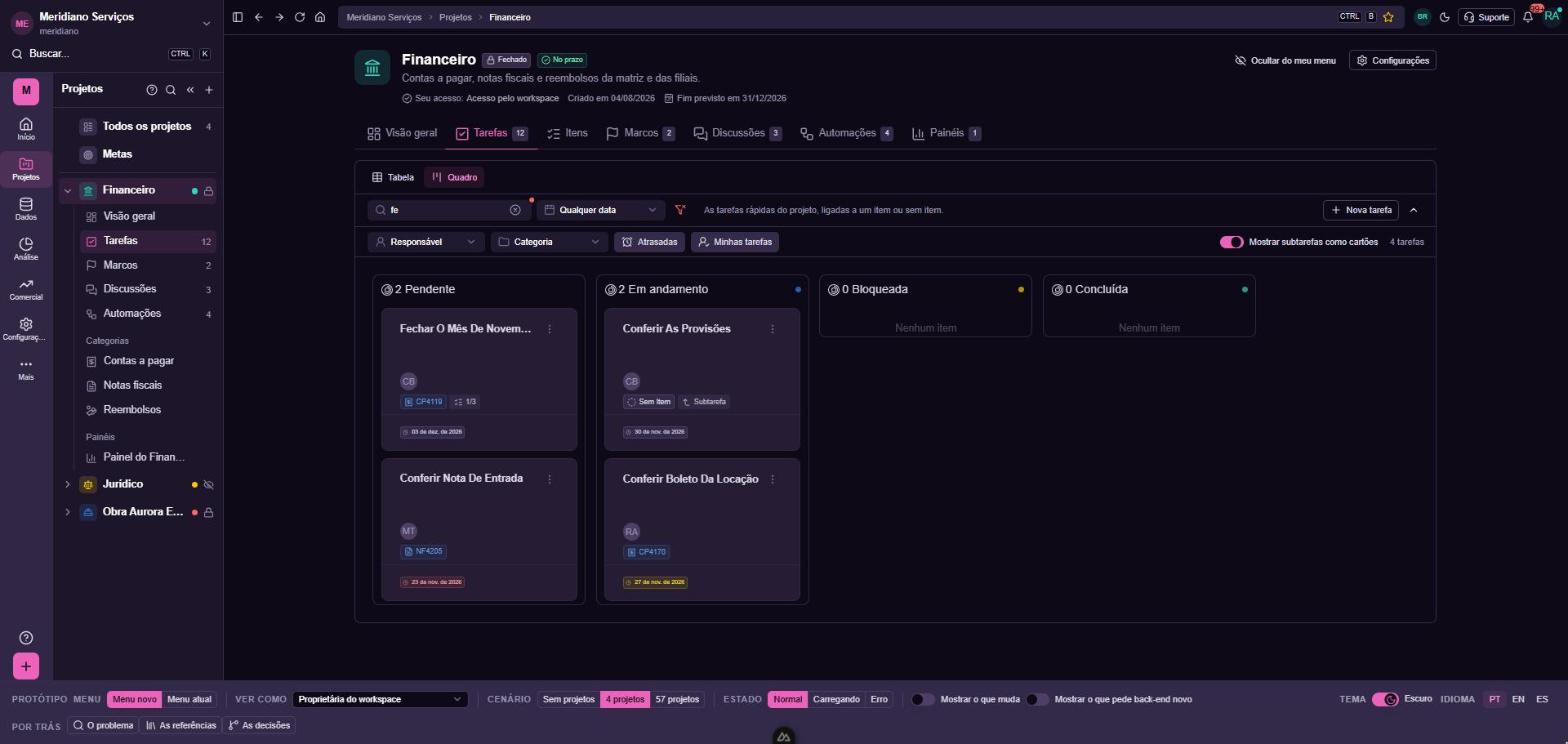 ME
Meridiano Serviços
meridiano
Buscar...
CTRL K
M
Início
Projetos
Dados
Análise
Comercial
Configuraç...
Mais
Projetos
Todos os projetos 4
Metas
Financeiro
Visão geral
Tarefas 12
Marcos 2
Discussões 3
Automações 4
Categorias
Contas a pagar
Notas fiscais
Reembolsos
Painéis
Painel do Finan...
Jurídico
Obra Aurora E...
Meridiano Serviços > Projetos > Financeiro
CTRL B
BR
Suporte
99+
RA
Financeiro Fechado No prazo
Contas a pagar, notas fiscais e reembolsos da matriz e das filiais.
Seu acesso: Acesso pelo workspace Criado em 04/08/2026 Fim previsto em 31/12/2026
Ocultar do meu menu
Configurações
Visão geral Tarefas 12 Itens Marcos 2 Discussões 3 Automações 4 Painéis 1
Tabela Quadro
fe
Qualquer data
As tarefas rápidas do projeto, ligadas a um item ou sem item.
Nova tarefa
Responsável Categoria Atrasadas Minhas tarefas
Mostrar subtarefas como cartões 4 tarefas
2 Pendente
Fechar O Mês De Novem...
CB
CP4119 1/3
03 de dez. de 2026
Conferir Nota De Entrada
MT
NF4205
23 de nov. de 2026
2 Em andamento
Conferir As Provisões
CB
Sem Item Subtarefa
30 de nov. de 2026
Conferir Boleto Da Locação
RA
CP4170
27 de nov. de 2026
0 Bloqueada
Nenhum item
0 Concluída
Nenhum item
PROTÓTIPO MENU Menu novo Menu atual VER COMO Proprietária do workspace CENÁRIO Sem projetos 4 projetos 57 projetos ESTADO Normal Carregando Erro Mostrar o que muda Mostrar o que pede back-end novo TEMA Escuro IDIOMA PT EN ES
POR TRÁS O problema As referências As decisões